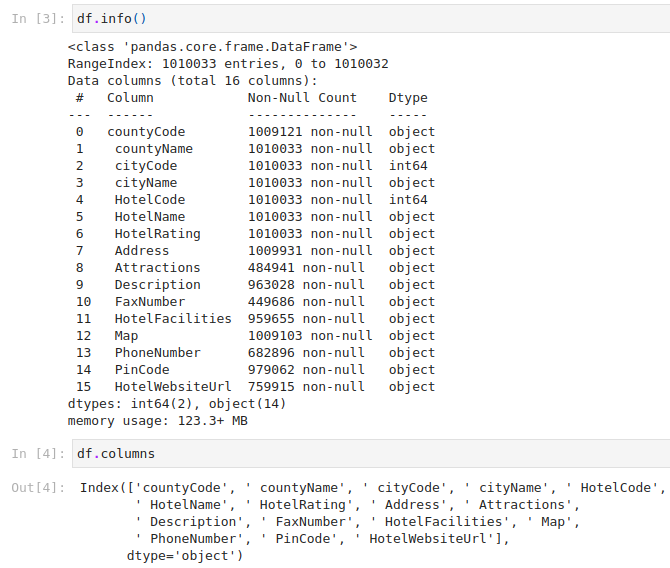 In [3]: df.info()
<class 'pandas.core.frame.DataFrame'>
RangeIndex: 1010033 entries, 0 to 1010032
Data columns (total 16 columns):
 #   Column           Non-Null Count    Dtype
---  ------           --------------    -----
 0   countyCode       1009121 non-null  object
 1    countyName      1010033 non-null  object
 2    cityCode        1010033 non-null  int64
 3    cityName        1010033 non-null  object
 4    HotelCode       1010033 non-null  int64
 5    HotelName       1010033 non-null  object
 6    HotelRating     1010033 non-null  object
 7    Address         1009931 non-null  object
 8    Attractions     484941 non-null   object
 9    Description     963028 non-null   object
 10   FaxNumber       449686 non-null   object
 11   HotelFacilities  959655 non-null   object
 12   Map             1009103 non-null  object
 13   PhoneNumber     682896 non-null   object
 14   PinCode         979062 non-null   object
 15   HotelWebsiteUrl  759915 non-null   object
dtypes: int64(2), object(14)
memory usage: 123.3+ MB
In [4]: df.columns
Out[4]: Index(['countyCode', ' countyName', ' cityCode', ' cityName', ' HotelCode',
       ' HotelName', ' HotelRating', ' Address', ' Attractions',
       ' Description', ' FaxNumber', ' HotelFacilities', ' Map',
       ' PhoneNumber', ' PinCode', ' HotelWebsiteUrl'],
      dtype='object')